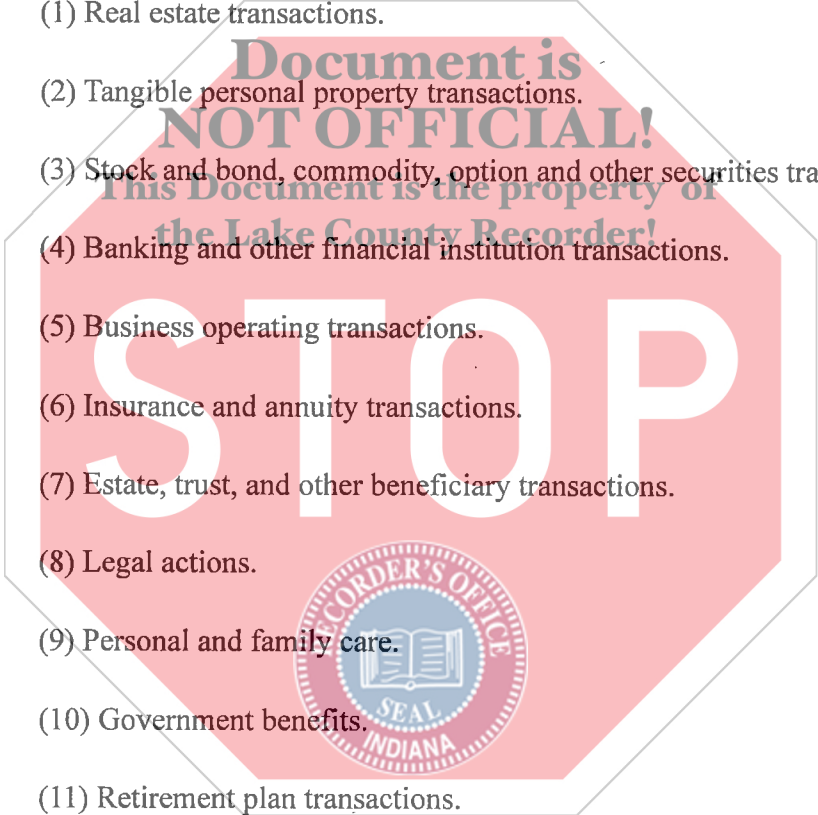 (1) Real estate transactions.
Document is
(2) Tangible personal property transactions.
NOT OFFICIAL!
(3) Stock and bond, commodity, option and other securities tra
This Document is the property of
the Lake County Recorder!
(4) Banking and other financial institution transactions.
(5) Business operating transactions.
STOP
(6) Insurance and annuity transactions.
(7) Estate, trust, and other beneficiary transactions.
(8) Legal actions.
RECORDER'S OFFICE
(9) Personal and family care.
SEAL
(10) Government benefits.
INDIANA
(11) Retirement plan transactions.